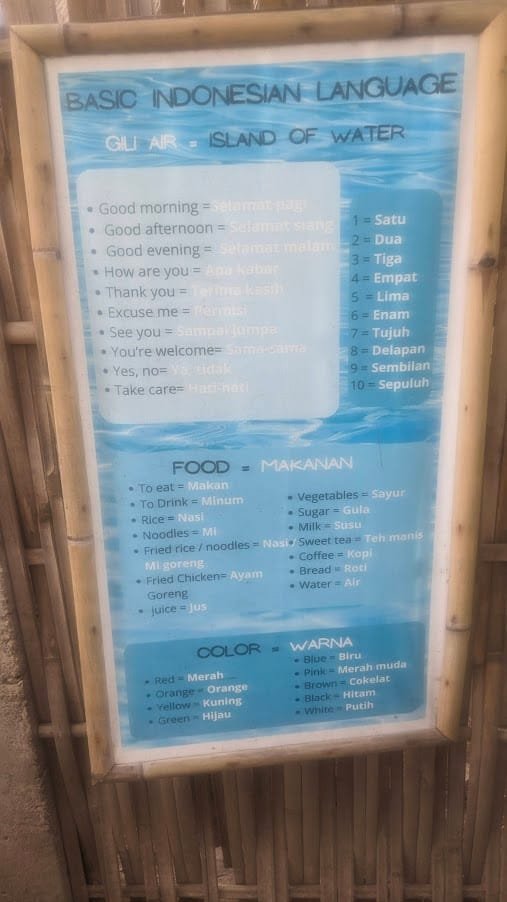 BASIC INDONESIAN LANGUAGE
GILI AIR = ISLAND OF WATER
• Good morning = Selamat pagi
• Good afternoon = Selamat siang
• Good evening = Selamat malam
• How are you = Apa kabar
• Thank you = Terima kasih
• Excuse me = Permisi
• See you = Sampai jumpa
• You're welcome= Sama-sama
• Yes, no= Ya, tidak
• Take care= Hati-hati
1 = Satu
2 = Dua
3 = Tiga
4 = Empat
5 = Lima
6 = Enam
7 = Tujuh
8 = Delapan
9 = Sembilan
10 = Sepuluh
FOOD = MAKANAN
• To eat = Makan
• To Drink = Minum
• Rice = Nasi
• Noodles = Mi
• Fried rice / noodles = Nasi/
Mi goreng
• Fried Chicken= Ayam
Goreng
• juice = Jus
• Vegetables = Sayur
• Sugar = Gula
• Milk = Susu
• Sweet tea = Teh manis
• Coffee = Kopi
• Bread = Roti
• Water = Air
COLOR = WARNA
• Red = Merah
• Orange = Orange
• Yellow = Kuning
• Green = Hijau
• Blue = Biru
• Pink = Merah muda
• Brown = Cokelat
• Black = Hitam
• White = Putih